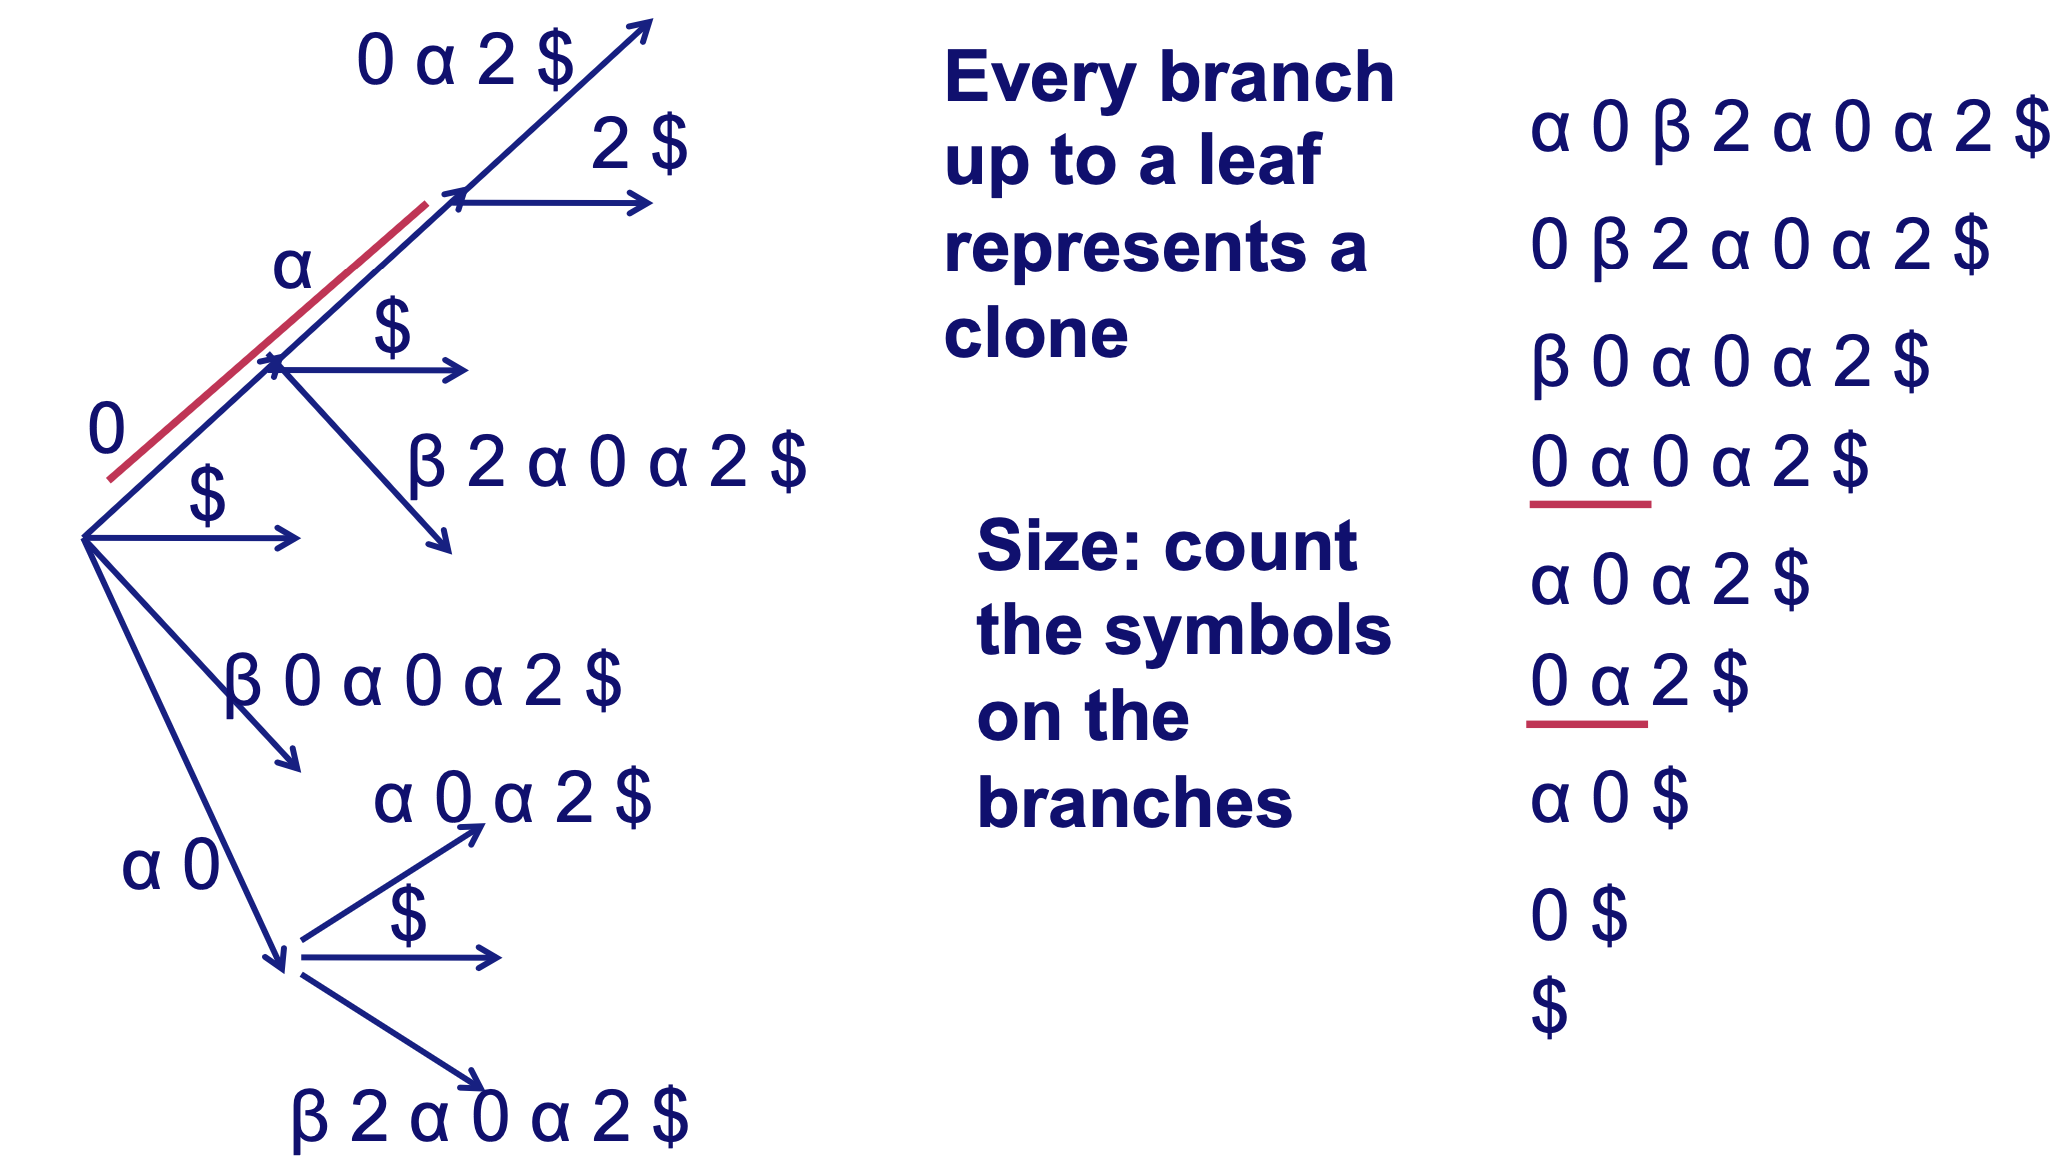 0 α 2 $
2 $
α
$
0
β 2 α 0 α 2 $
$
β 0 α 0 α 2 $
α 0 α 2 $
α 0
$
β 2 α 0 α 2 $
Every branch
up to a leaf
represents a
clone
Size: count
the symbols
on the
branches
α 0 β 2 α 0 α 2 $
0 β 2 α 0 α 2 $
β 0 α 0 α 2 $
0 α 0 α 2 $
α 0 α 2 $
0 α 2 $
α 0 $
0 $
$